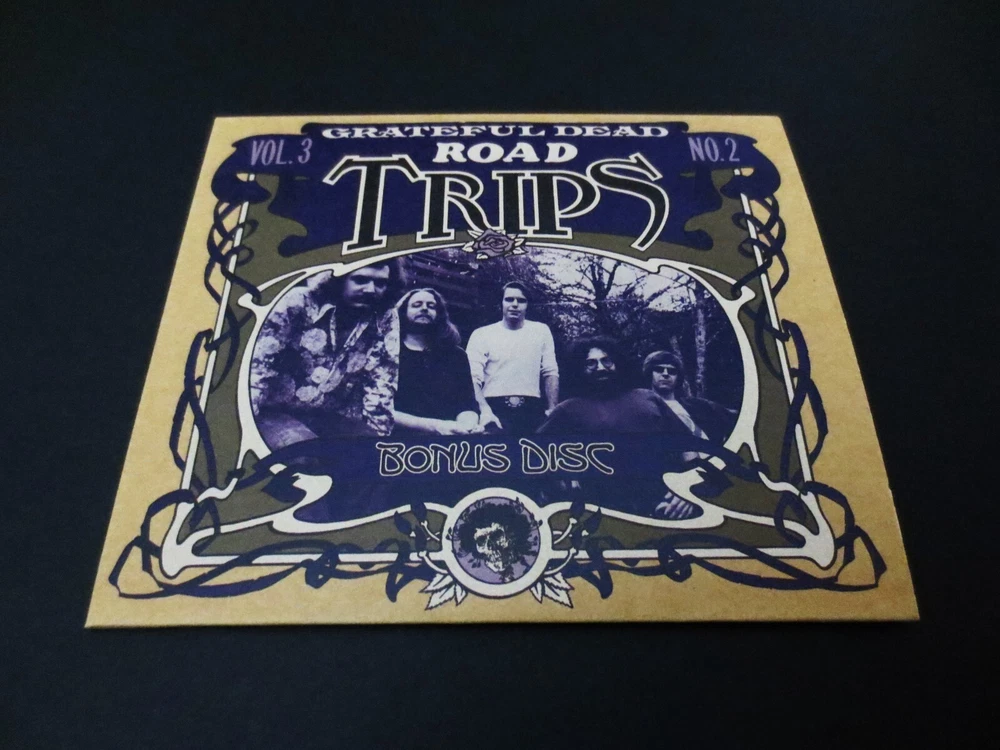 GRATEFUL DEAD
VOL. 3 ROAD NO. 2
TRIPS
BONUS DISC